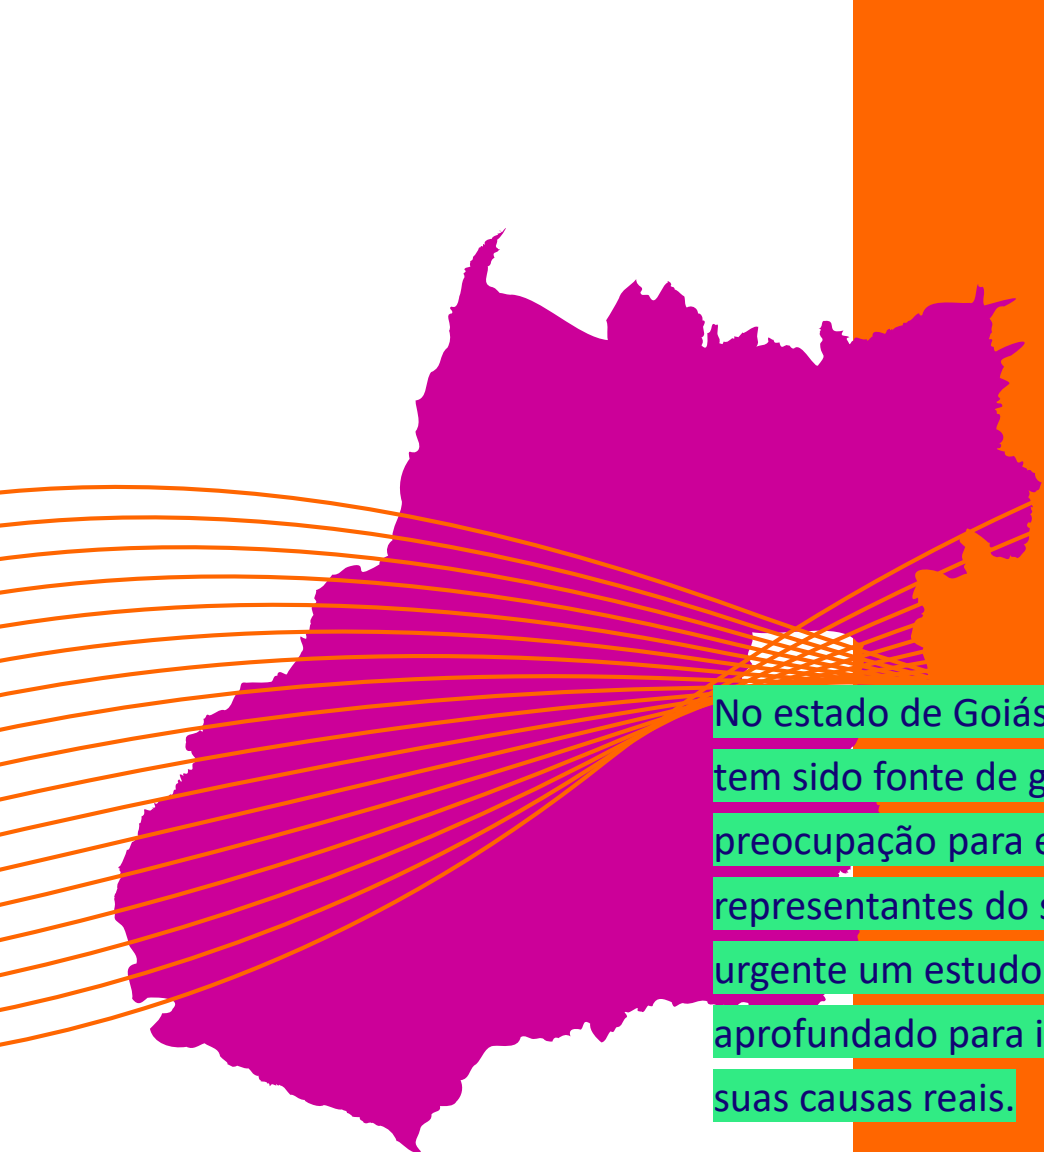 No estado de Goiás
tem sido fonte de g
preocupação para e
representantes do s
urgente um estudo
aprofundado para i
suas causas reais.